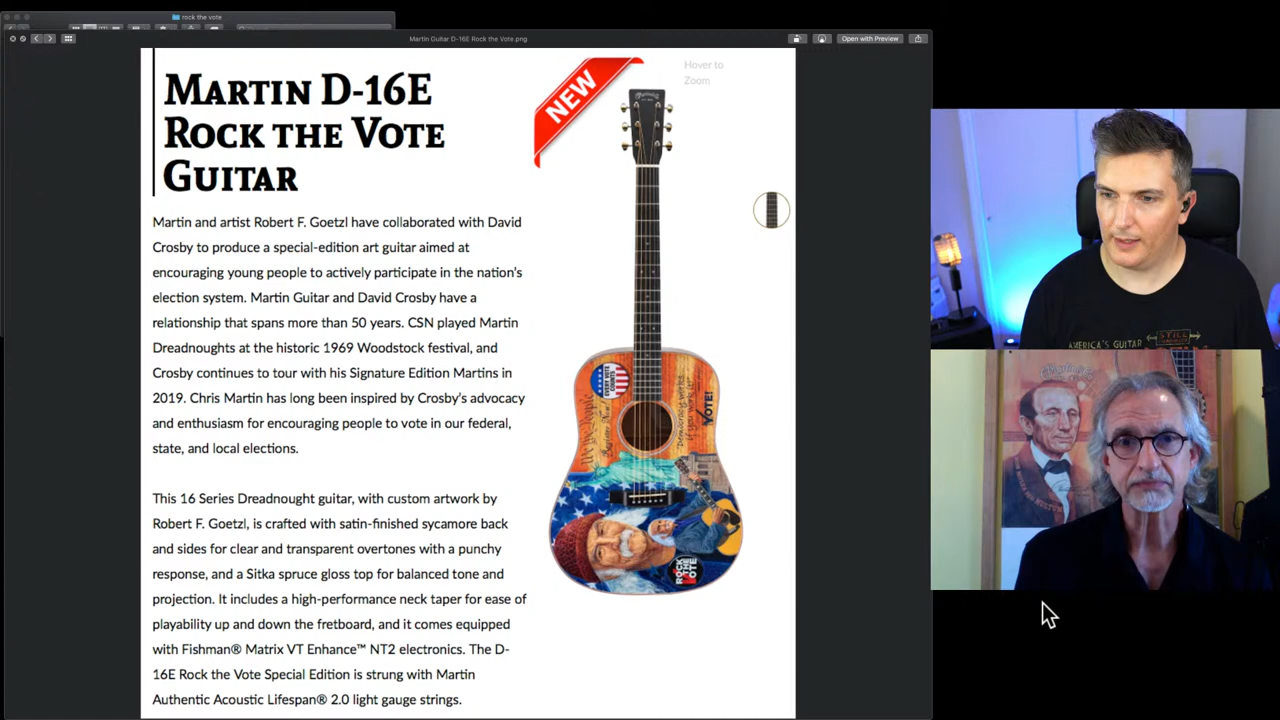 rock the vote
Martin Guitar D-16E Rock the Vote.png
Open with Preview
Martin D-16E
Rock the Vote
Guitar
NEW
Hover to
Zoom
Martin and artist Robert F. Goetzl have collaborated with David
Crosby to produce a special-edition art guitar aimed at
encouraging young people to actively participate in the nation's
election system. Martin Guitar and David Crosby have a
relationship that spans more than 50 years. CSN played Martin
Dreadnoughts at the historic 1969 Woodstock festival, and
Crosby continues to tour with his Signature Edition Martins in
2019. Chris Martin has long been inspired by Crosby's advocacy
and enthusiasm for encouraging people to vote in our federal,
state, and local elections.
This 16 Series Dreadnought guitar, with custom artwork by
Robert F. Goetzl, is crafted with satin-finished sycamore back
and sides for clear and transparent overtones with a punchy
response, and a Sitka spruce gloss top for balanced tone and
projection. It includes a high-performance neck taper for ease of
playability up and down the fretboard, and it comes equipped
with Fishman® Matrix VT Enhance™ NT2 electronics. The D-
16E Rock the Vote Special Edition is strung with Martin
Authentic Acoustic Lifespan® 2.0 light gauge strings.
EVERY VOTE
COUNTS
We the People
VOTE!
ROCK
THE
VOTE
STILL
AMERICA'S GUITAR